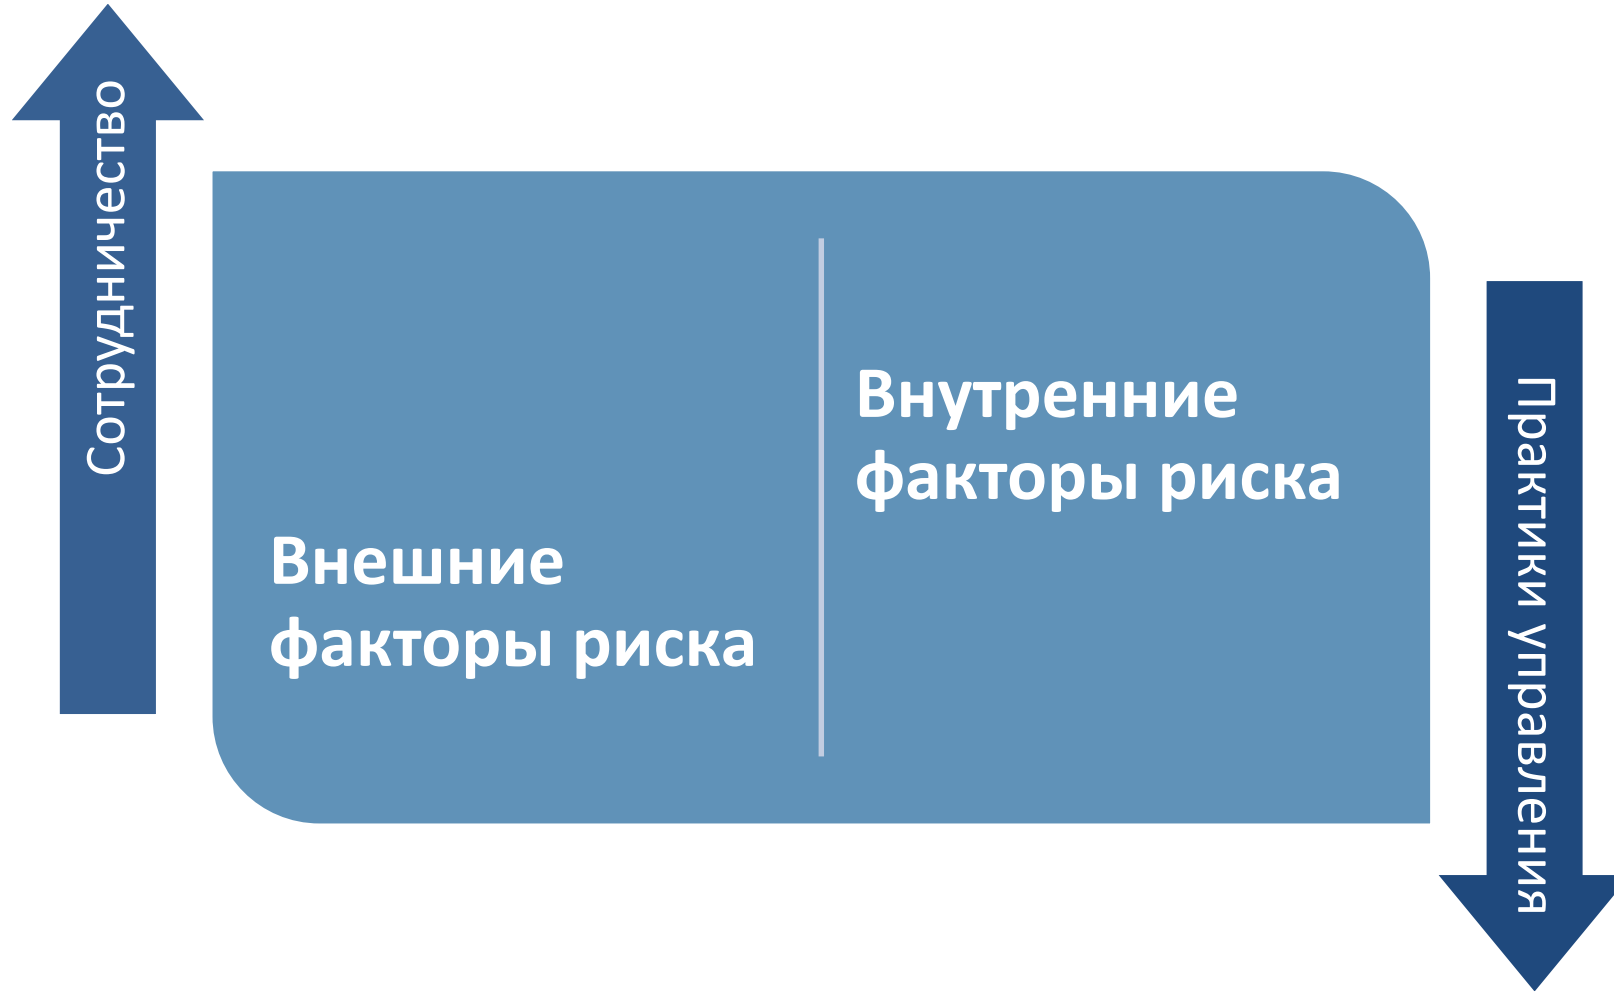 Сотрудничество
Внешние
факторы риска
Внутренние
факторы риска
Практики управления